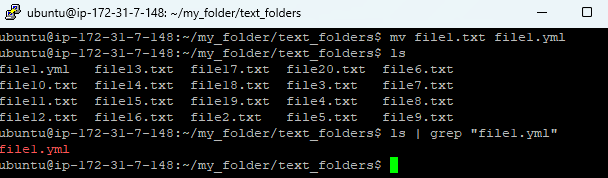 ubuntu@ip-172-31-7-148: ~/my_folder/text_folders
ubuntu@ip-172-31-7-148:~/my_folder/text_folders$ mv file1.txt file1.yml
ubuntu@ip-172-31-7-148:~/my_folder/text_folders$ ls
file1.yml   file13.txt  file17.txt  file20.txt  file6.txt
file10.txt  file14.txt  file18.txt  file3.txt   file7.txt
file11.txt  file15.txt  file19.txt  file4.txt   file8.txt
file12.txt  file16.txt  file2.txt   file5.txt   file9.txt
ubuntu@ip-172-31-7-148:~/my_folder/text_folders$ ls | grep "file1.yml"
file1.yml
ubuntu@ip-172-31-7-148:~/my_folder/text_folders$